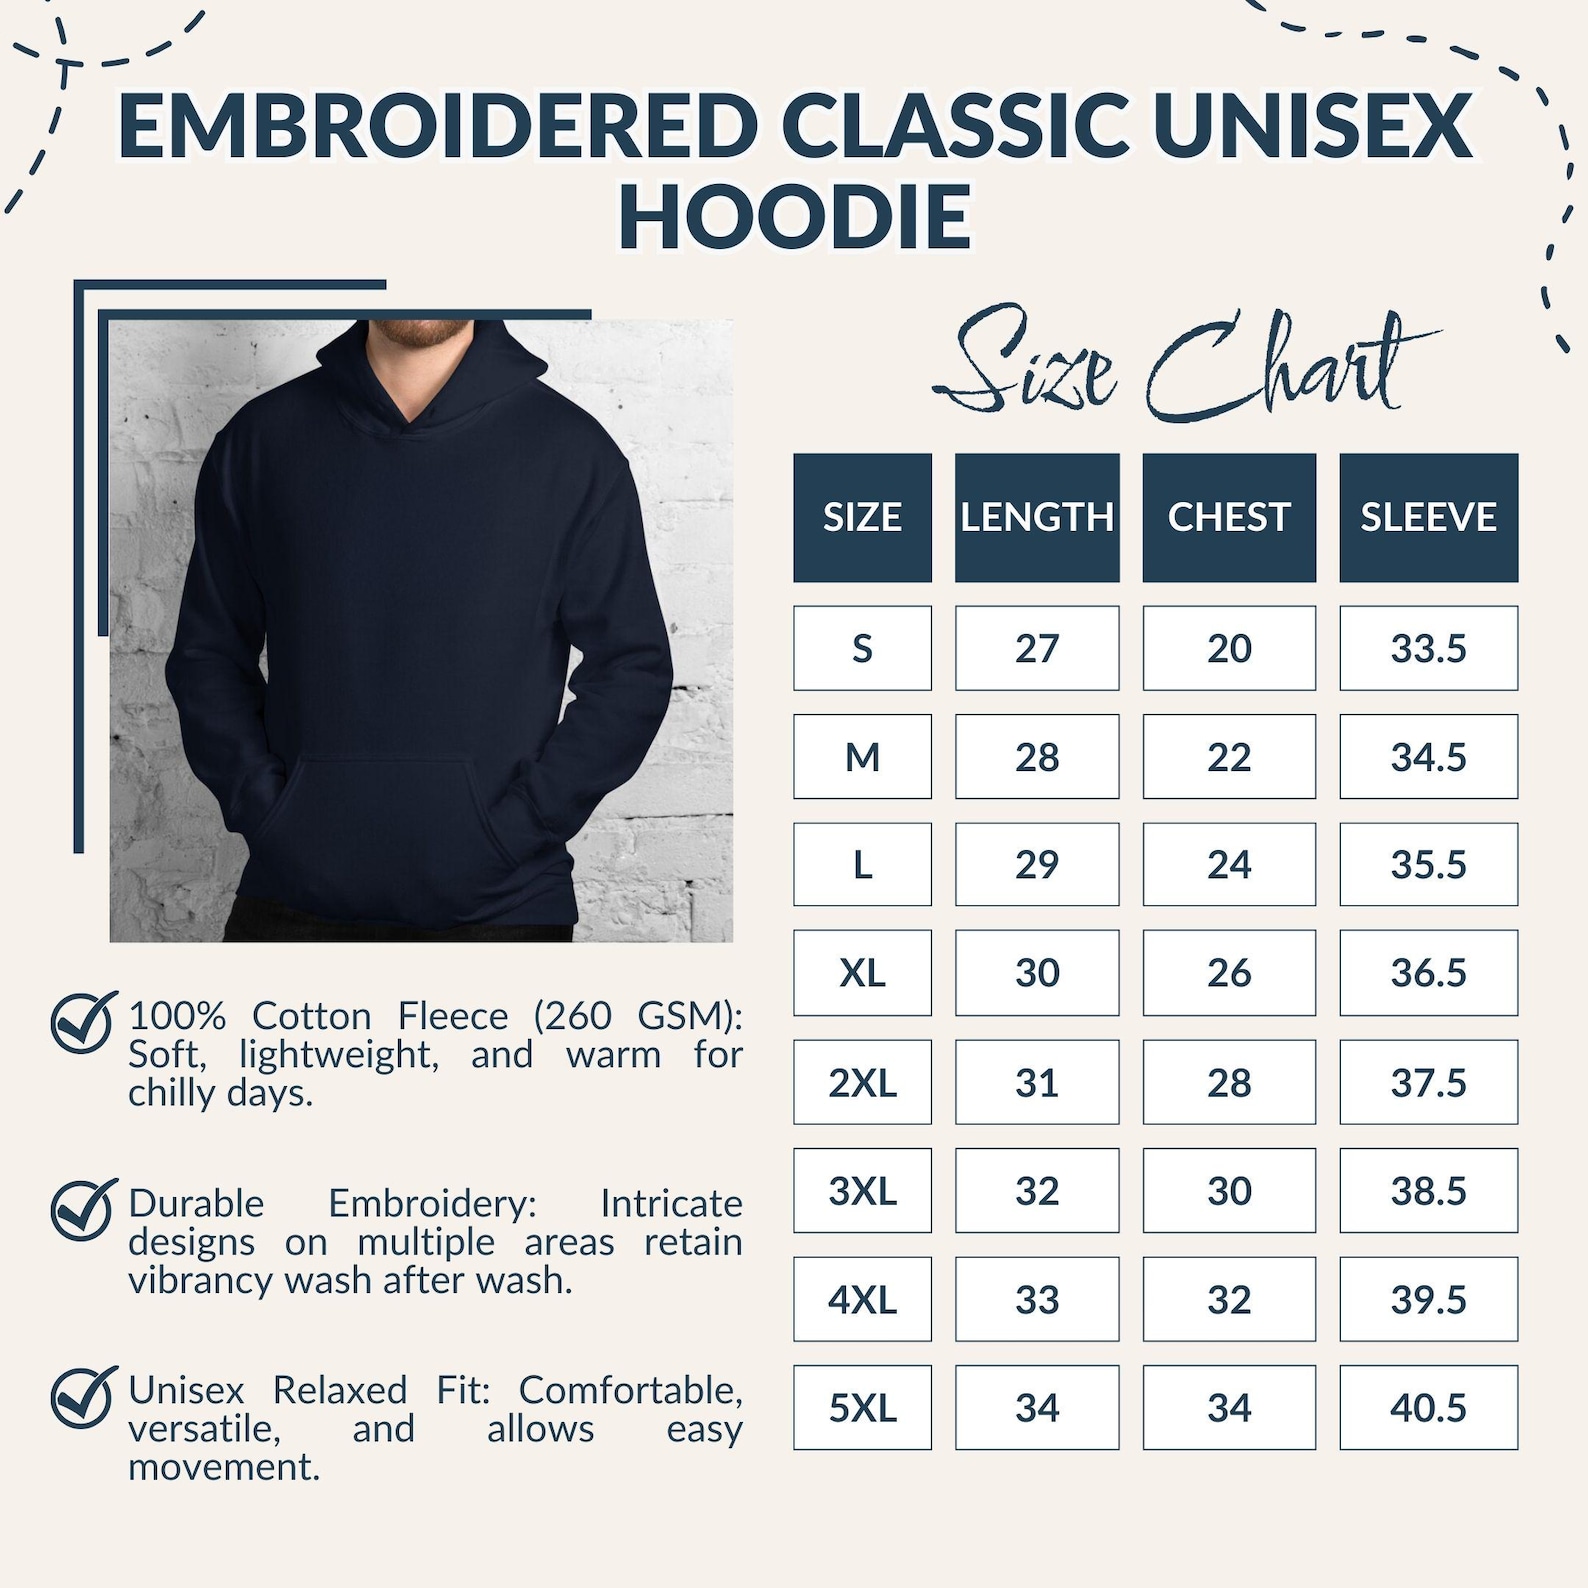 EMBROIDERED CLASSIC UNISEX
HOODIE
Size Chart
SIZE LENGTH CHEST SLEEVE
S 27 20 33.5
M 28 22 34.5
L 29 24 35.5
XL 30 26 36.5
2XL 31 28 37.5
3XL 32 30 38.5
4XL 33 32 39.5
5XL 34 34 40.5
100% Cotton Fleece (260 GSM):
Soft, lightweight, and warm for
chilly days.
Durable Embroidery: Intricate
designs on multiple areas retain
vibrancy wash after wash.
Unisex Relaxed Fit: Comfortable,
versatile, and allows easy
movement.